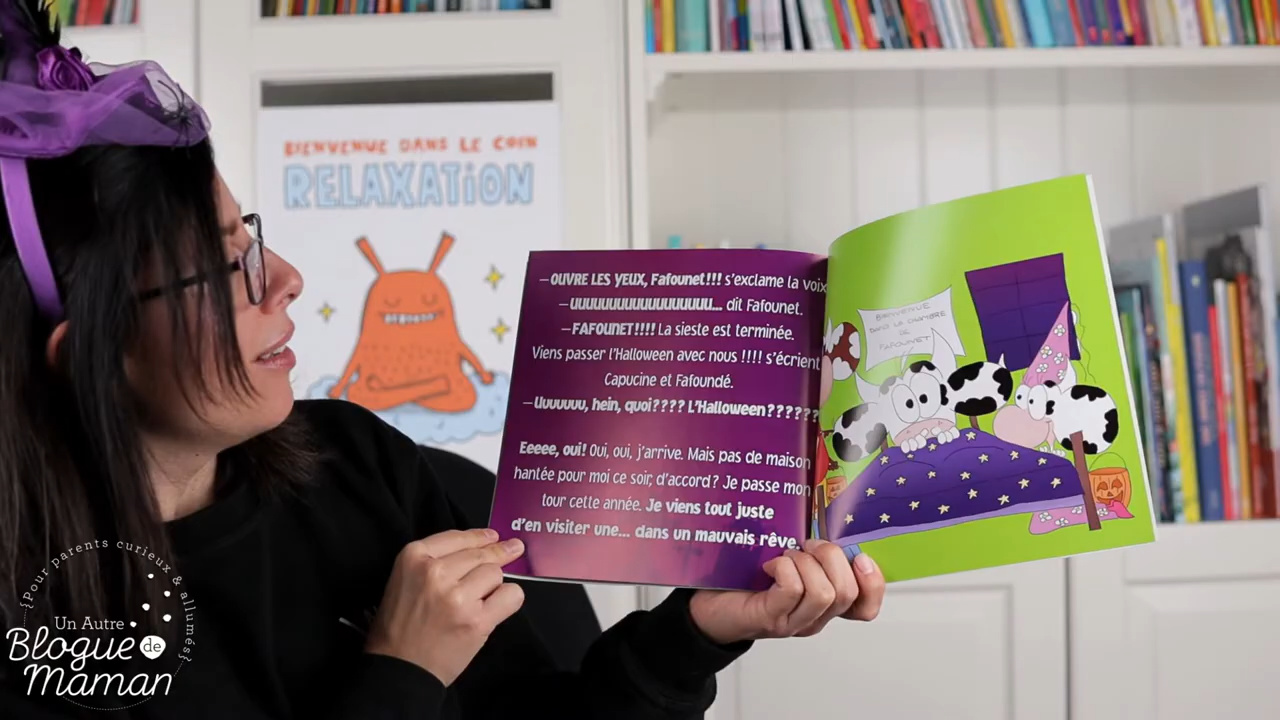 BIENVENUE DANS LE COIN
RELAXATiON
—OUVRE LES YEUX, Fafounet!!! s'exclame la voix
—UUUUUUUUUUUUUUUUU... dit Fafounet.
—FAFOUNET!!!! La sieste est terminée.
Viens passer l'Halloween avec nous !!!! s'écrient
Capucine et Fafoundé.
—Uuuuuu, hein, quoi???? L'Halloween??????
Eeeee, oui! Oui, oui, j'arrive. Mais pas de maison
hantée pour moi ce soir, d'accord? Je passe mon
tour cette année. Je viens tout juste
d'en visiter une... dans un mauvais rêve.
BIENVENUE
DANS LA CHAMBRE
DE
FAFOUNET
{Pour parents curieux & allumés}
Un Autre
Blogue de
Maman